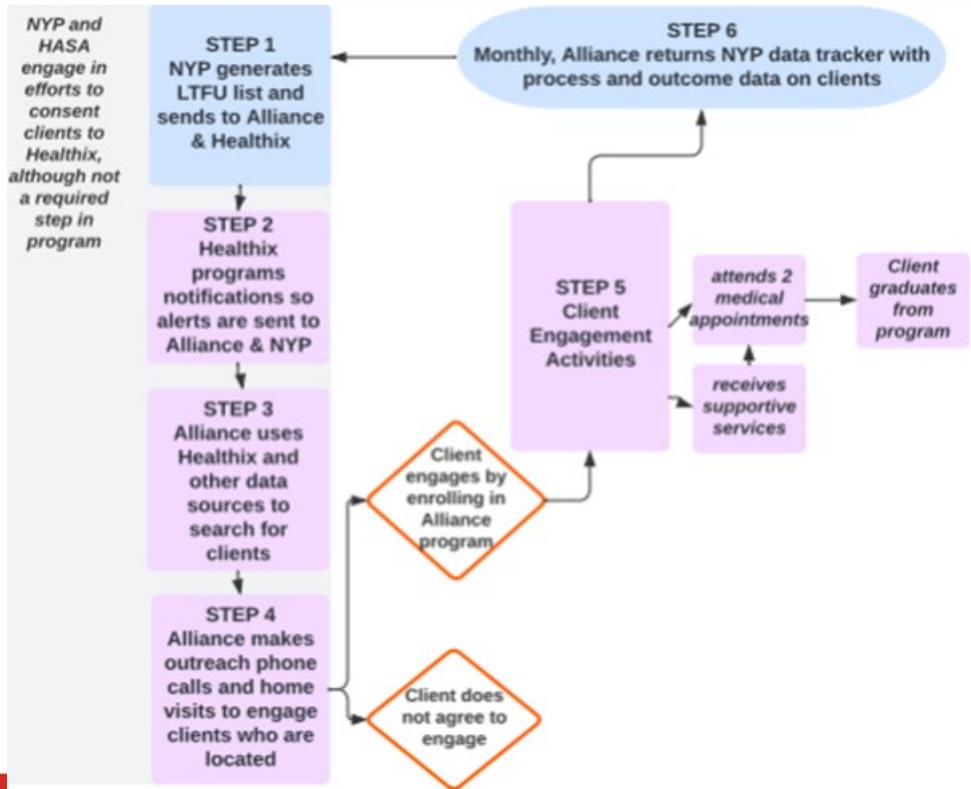 NYP and
HASA
engage in
efforts to
consent
clients to
Healthix,
although not
a required
step in
program
STEP 1
NYP generates
LTFU list and
sends to Alliance
& Healthix
STEP 2
Healthix
programs
notifications so
alerts are sent to
Alliance & NYP
STEP 3
Alliance uses
Healthix and
other data
sources to
search for
clients
STEP 4
Alliance makes
outreach phone
calls and home
visits to engage
clients who are
located
Client
engages by
enrolling in
Alliance
program
Client does
not agree to
engage
STEP 5
Client
Engagement
Activities
attends 2
medical
appointments
receives
supportive
services
Client
graduates
from
program
STEP 6
Monthly, Alliance returns NYP data tracker with
process and outcome data on clients